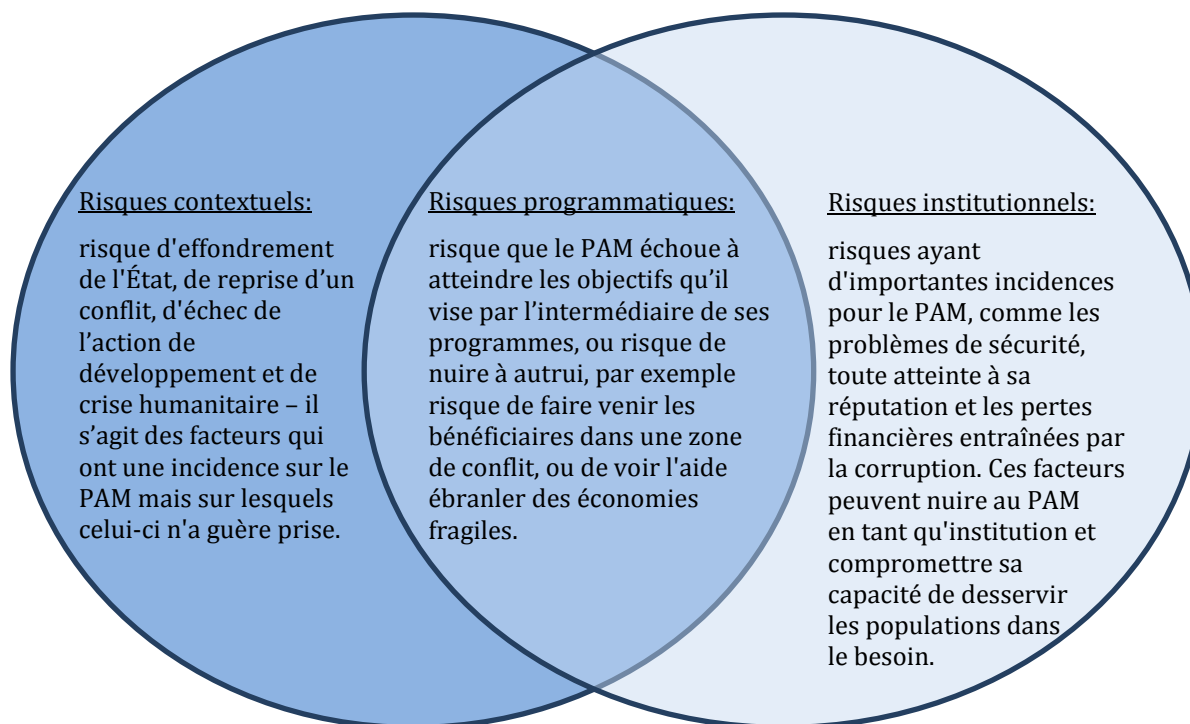 Risques contextuels:
risque d'effondrement
de l'État, de reprise d’un
conflit, d'échec de
l’action de
développement et de
crise humanitaire – il
s’agit des facteurs qui
ont une incidence sur le
PAM mais sur lesquels
celui-ci n'a guère prise.
Risques programmatiques:
risque que le PAM échoue à
atteindre les objectifs qu’il
vise par l’intermédiaire de ses
programmes, ou risque de
nuire à autrui, par exemple
risque de faire venir les
bénéficiaires dans une zone
de conflit, ou de voir l'aide
ébranler des économies
fragiles.
Risques institutionnels:
risques ayant
d'importantes incidences
pour le PAM, comme les
problèmes de sécurité,
toute atteinte à sa
réputation et les pertes
financières entraînées par
la corruption. Ces facteurs
peuvent nuire au PAM
en tant qu'institution et
compromettre sa
capacité de desservir
les populations dans
le besoin.